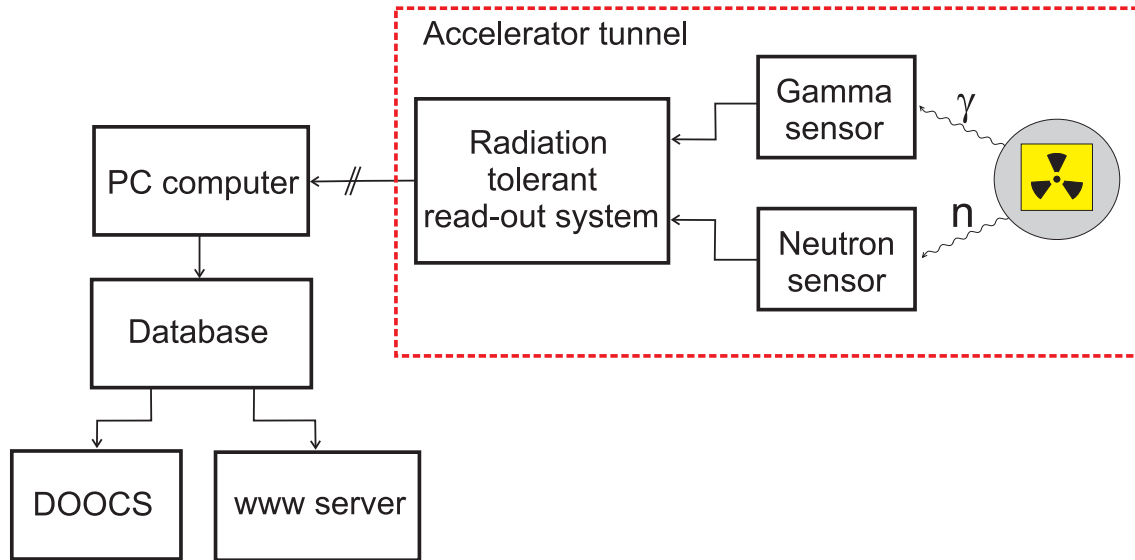 Accelerator tunnel
Gamma
sensor
γ
Radiation
tolerant
read-out system
PC computer
n
Neutron
sensor
Database
DOOCS
www server